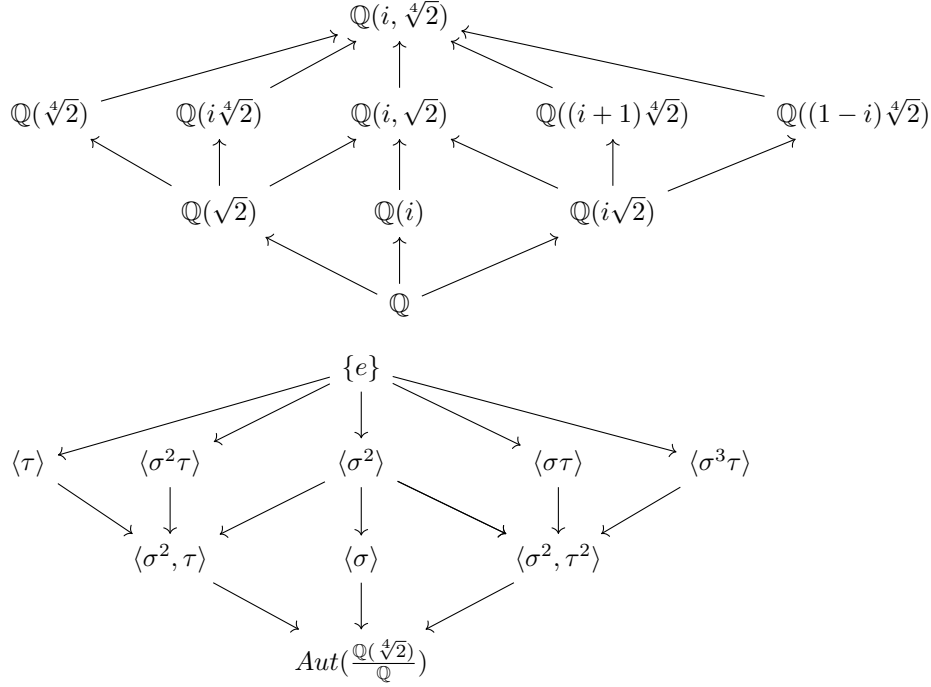 ℚ(i, ∜2)
ℚ(∜2) ℚ(i∜2) ℚ(i, √2) ℚ((i + 1)∜2) ℚ((1 − i)∜2)
ℚ(√2) ℚ(i) ℚ(i√2)
ℚ
{e}
⟨τ⟩ ⟨σ²τ⟩ ⟨σ²⟩ ⟨στ⟩ ⟨σ³τ⟩
⟨σ², τ⟩ ⟨σ⟩ ⟨σ², τ²⟩
Aut(ℚ(∜2)/ℚ)